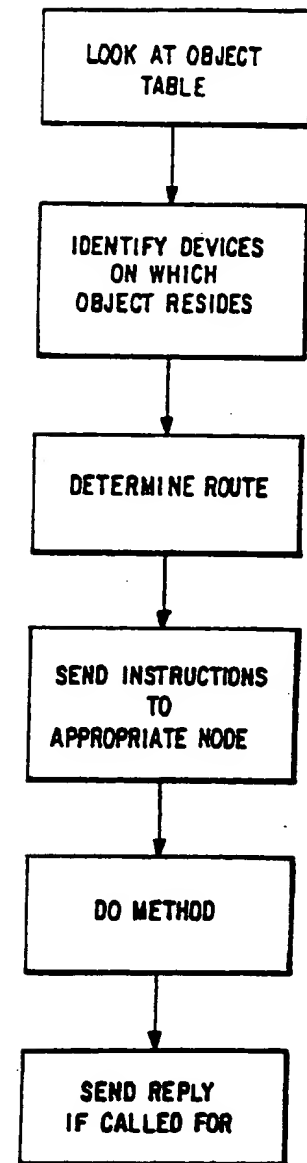 LOOK AT OBJECT
TABLE
IDENTIFY DEVICES
ON WHICH
OBJECT RESIDES
DETERMINE ROUTE
SEND INSTRUCTIONS
TO
APPROPRIATE NODE
DO METHOD
SEND REPLY
IF CALLED FOR